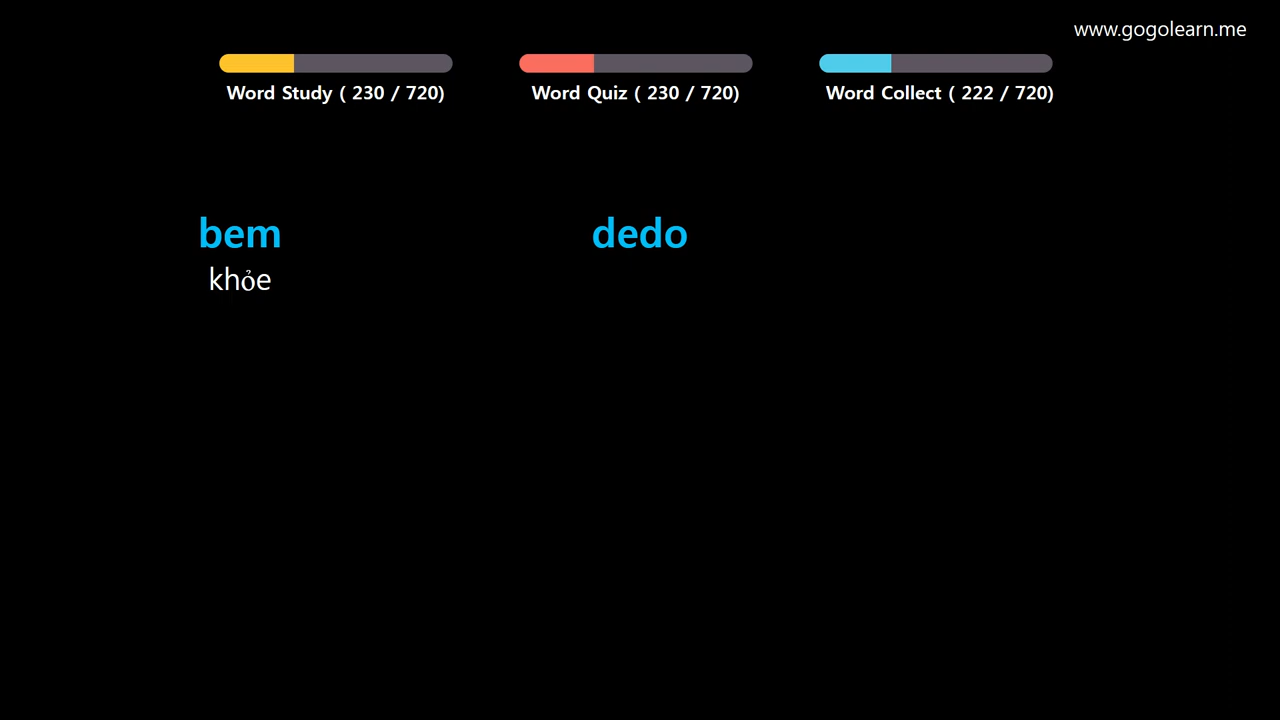 www.gogolearn.me
Word Study ( 230 / 720)
Word Quiz ( 230 / 720)
Word Collect ( 222 / 720)
bem
khỏe
dedo